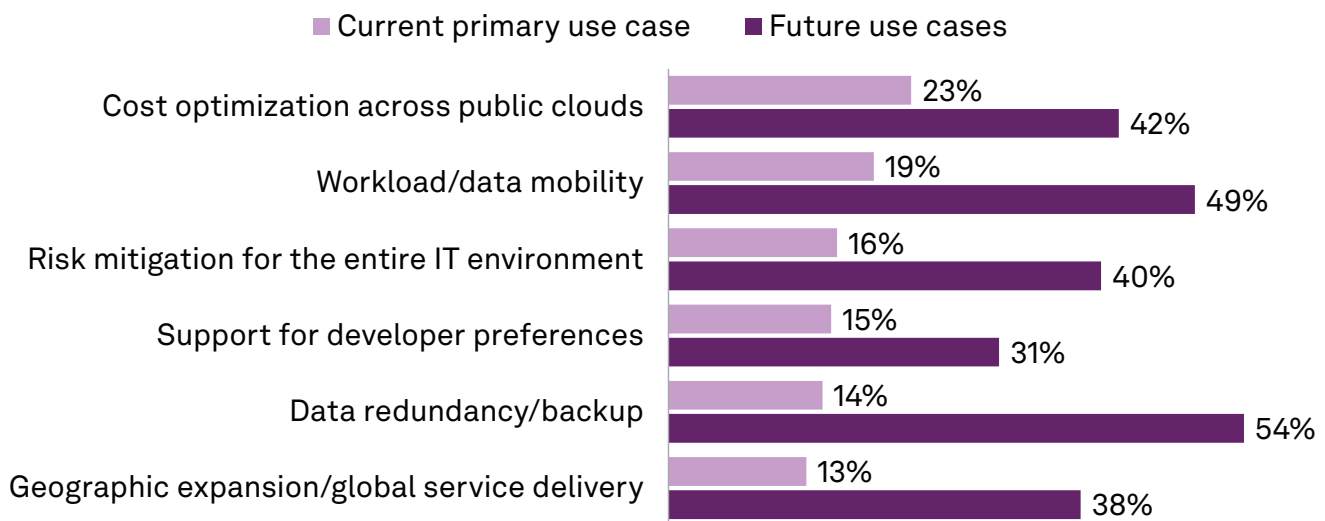 Current primary use case Future use cases
Cost optimization across public clouds 23% 42%
Workload/data mobility 19% 49%
Risk mitigation for the entire IT environment 16% 40%
Support for developer preferences 15% 31%
Data redundancy/backup 14% 54%
Geographic expansion/global service delivery 13% 38%